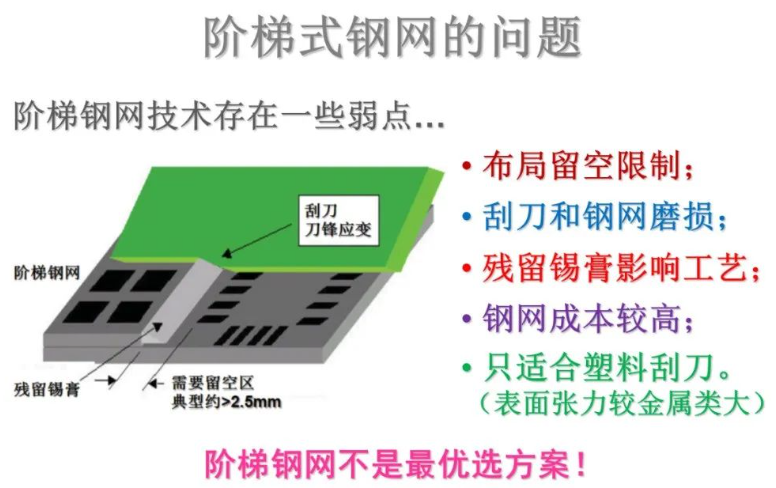 阶梯式钢网的问题
阶梯钢网技术存在一些弱点...
刮刀
刀锋应变
阶梯钢网
残留锡膏
需要留空区
典型约>2.5mm
• 布局留空限制；
• 刮刀和钢网磨损；
• 残留锡膏影响工艺；
• 钢网成本较高；
• 只适合塑料刮刀。
（表面张力较金属类大）
阶梯钢网不是最优选方案！